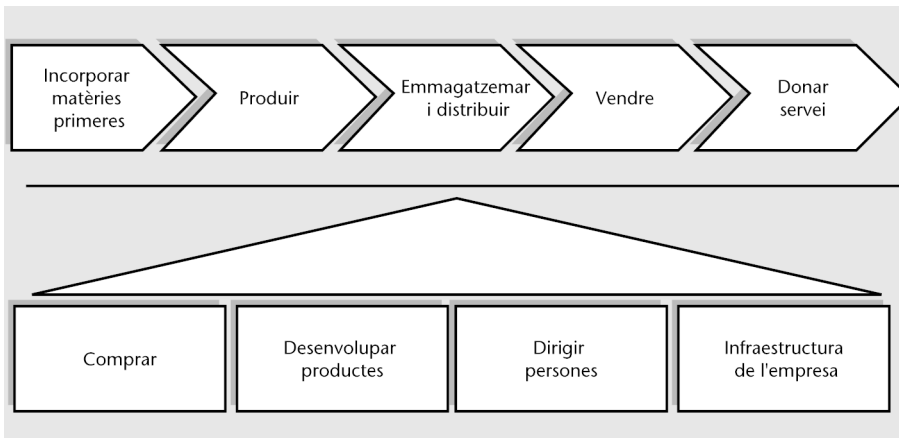 Incorporar
matèries
primeres
Produir
Emmagatzemar
i distribuir
Vendre
Donar
servei
Comprar
Desenvolupar
productes
Dirigir
persones
Infraestructura
de l'empresa